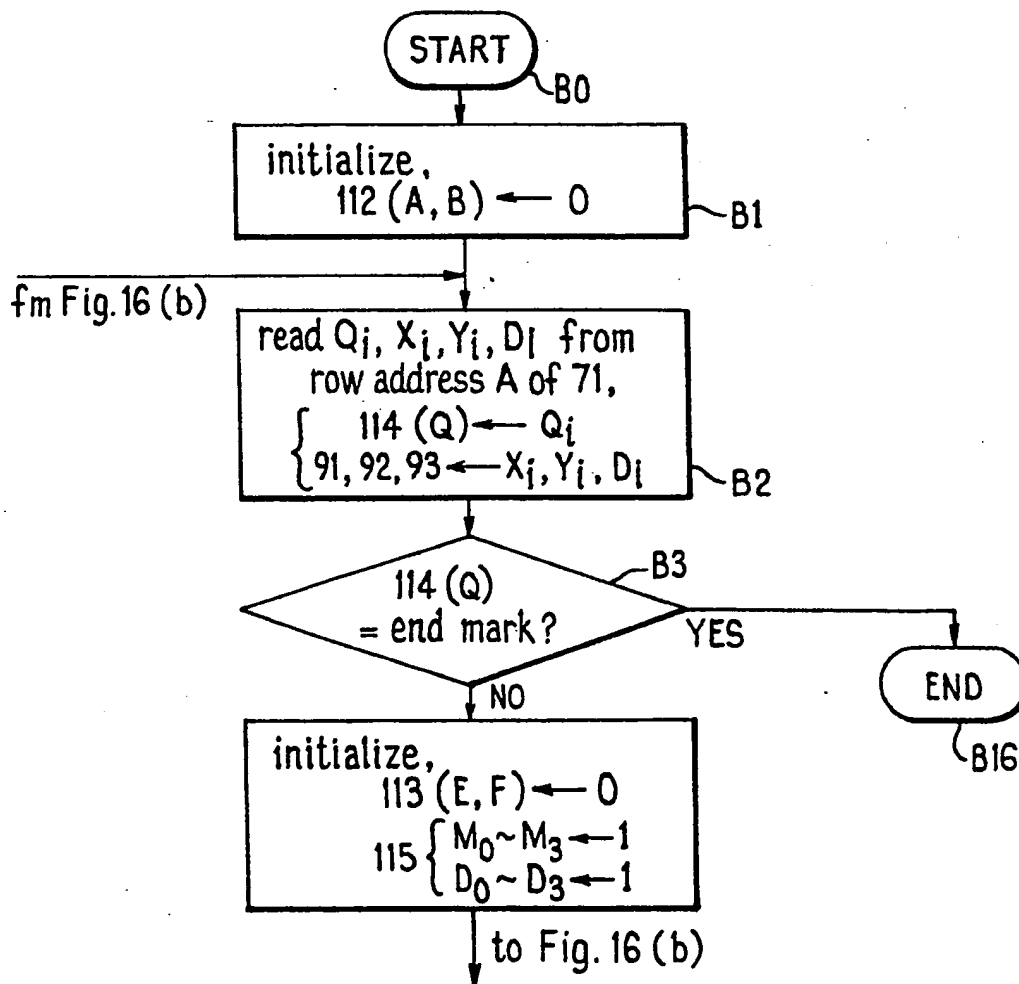 START
B0
initialize,
112 (A, B) ← 0
B1
fm Fig. 16 (b)
read Qi, Xi, Yi, Di from
row address A of 71,
114 (Q) ← Qi
91, 92, 93 ← Xi, Yi, Di
B2
B3
114 (Q)
= end mark?
YES
NO
END
B16
initialize,
113 (E, F) ← 0
115 { M0 ~ M3 ← 1
D0 ~ D3 ← 1
to Fig. 16 (b)